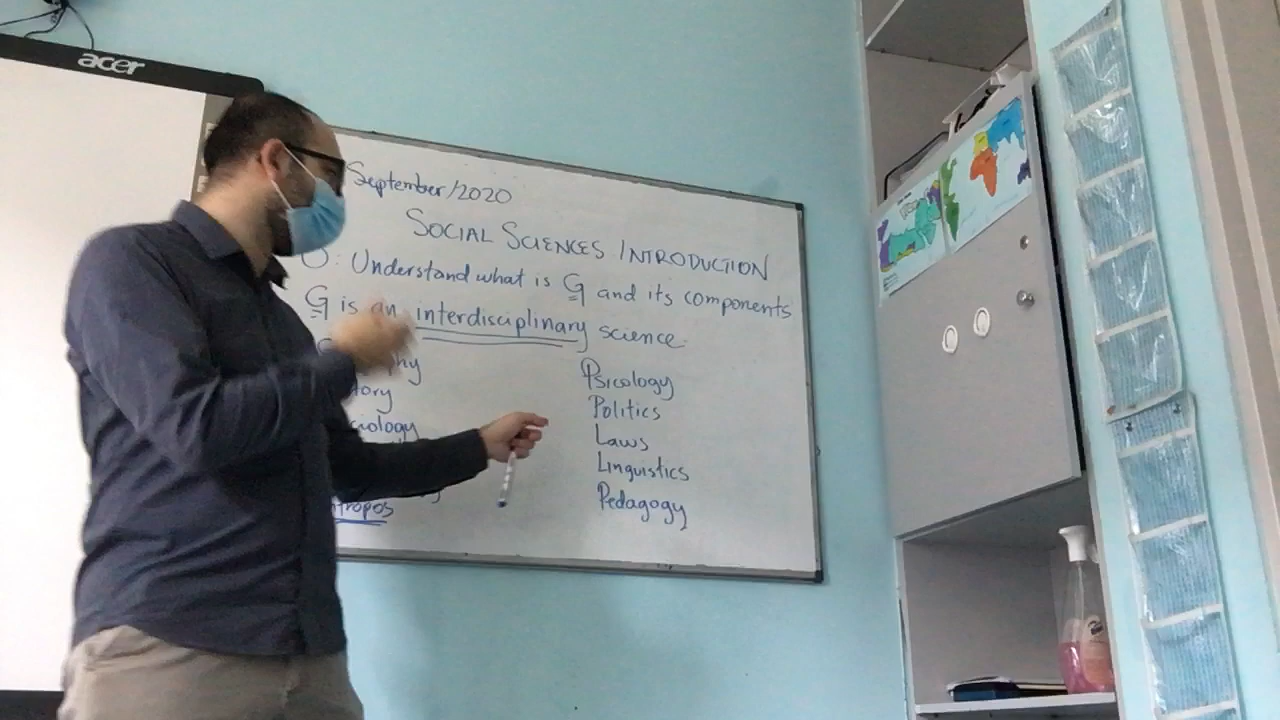 acer
September/2020
SOCIAL SCIENCES INTRODUCTION
O: Understand what is G and its components
G is an interdisciplinary science.
Psicology
Politics
Laws
Linguistics
Pedagogy